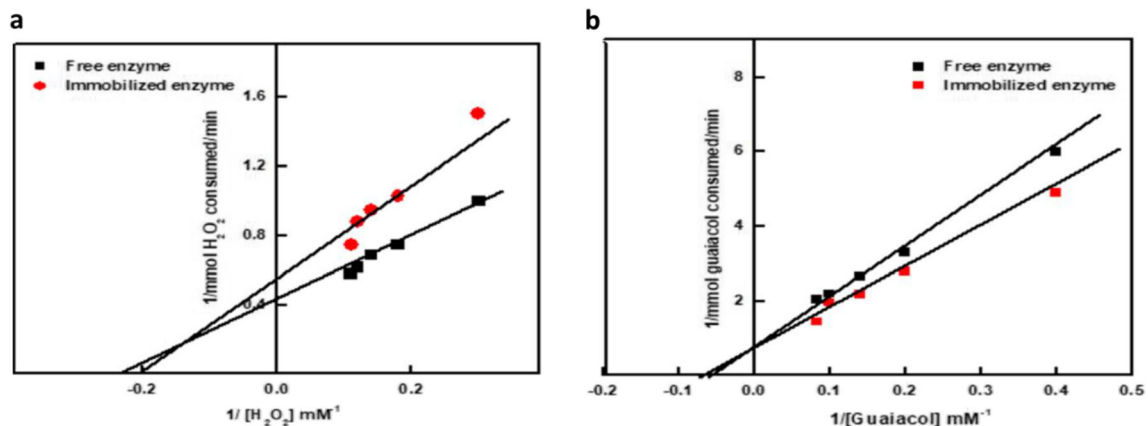 a
Free enzyme
Immobilized enzyme
1/mmol H₂O₂ consumed/min
1.6
1.2
0.8
0.4
-0.2
0.0
0.2
1/ [H₂O₂] mM⁻¹
b
Free enzyme
Immobilized enzyme
1/mmol guaiacol consumed/min
8
6
4
2
-0.2
-0.1
0.0
0.1
0.2
0.3
0.4
0.5
1/[Guaiacol] mM⁻¹